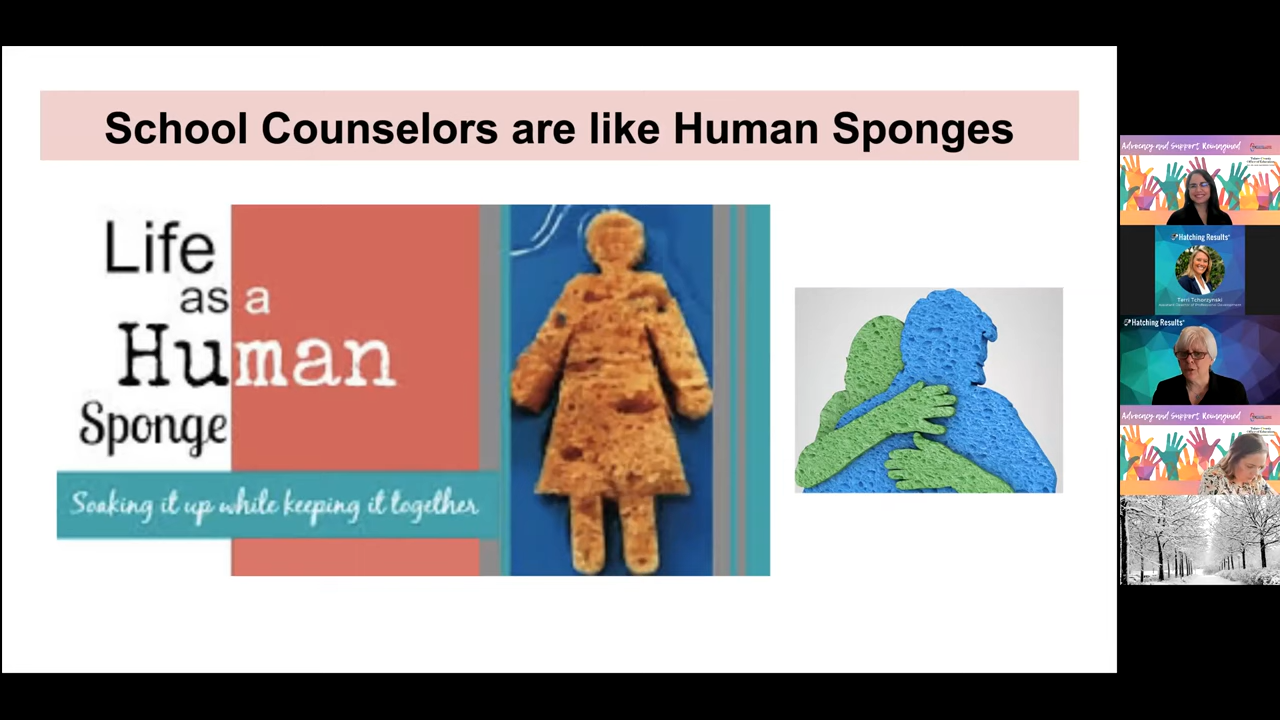 School Counselors are like Human Sponges
Life
as a
Human
Sponge
Soaking it up while keeping it together
Advocacy and Support Reimagined
Hatching Results
Terri Tchorzynski
Hatching Results
Advocacy and Support Reimagined